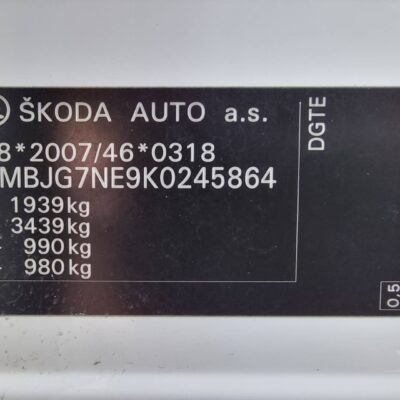 ŠKODA AUTO a.s.
8*2007/46*0318
MBJG7NE9K0245864
1939kg
3439kg
- 990kg
- 980kg
DGTE
0,5